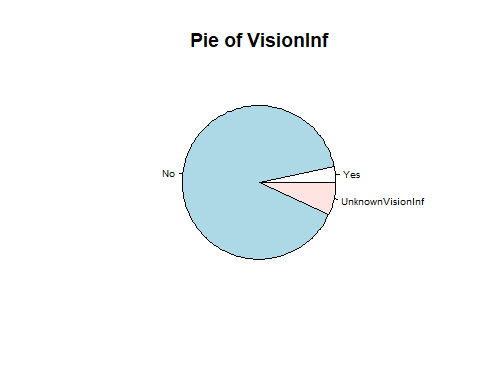 Pie of VisionInf
No
Yes
UnknownVisionInf